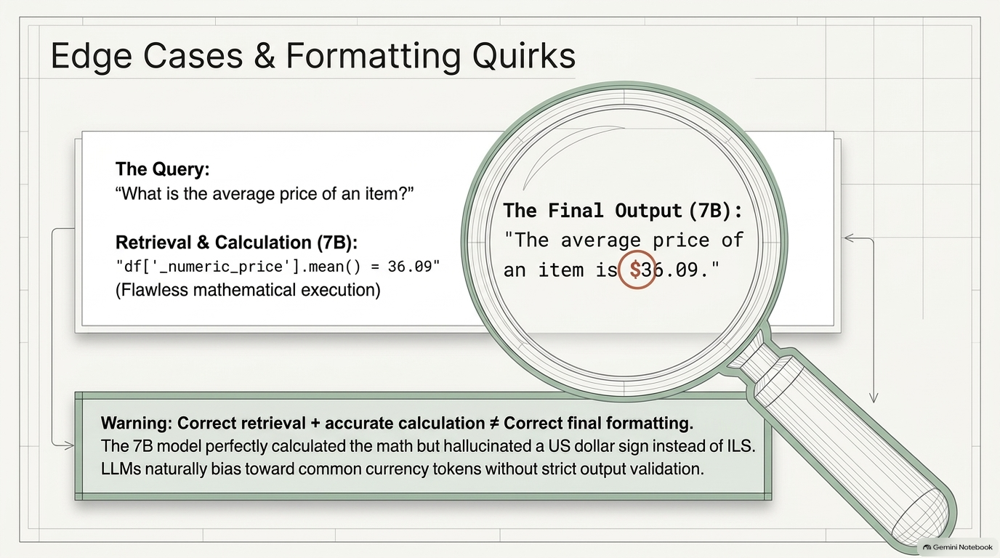 Edge Cases & Formatting Quirks
The Query:
“What is the average price of an item?”
Retrieval & Calculation (7B):
"df['_numeric_price'].mean() = 36.09"
(Flawless mathematical execution)
The Final Output (7B):
"The average price of
an item is $36.09."
Warning: Correct retrieval + accurate calculation ≠ Correct final formatting.
The 7B model perfectly calculated the math but hallucinated a US dollar sign instead of ILS.
LLMs naturally bias toward common currency tokens without strict output validation.
Gemini Notebook